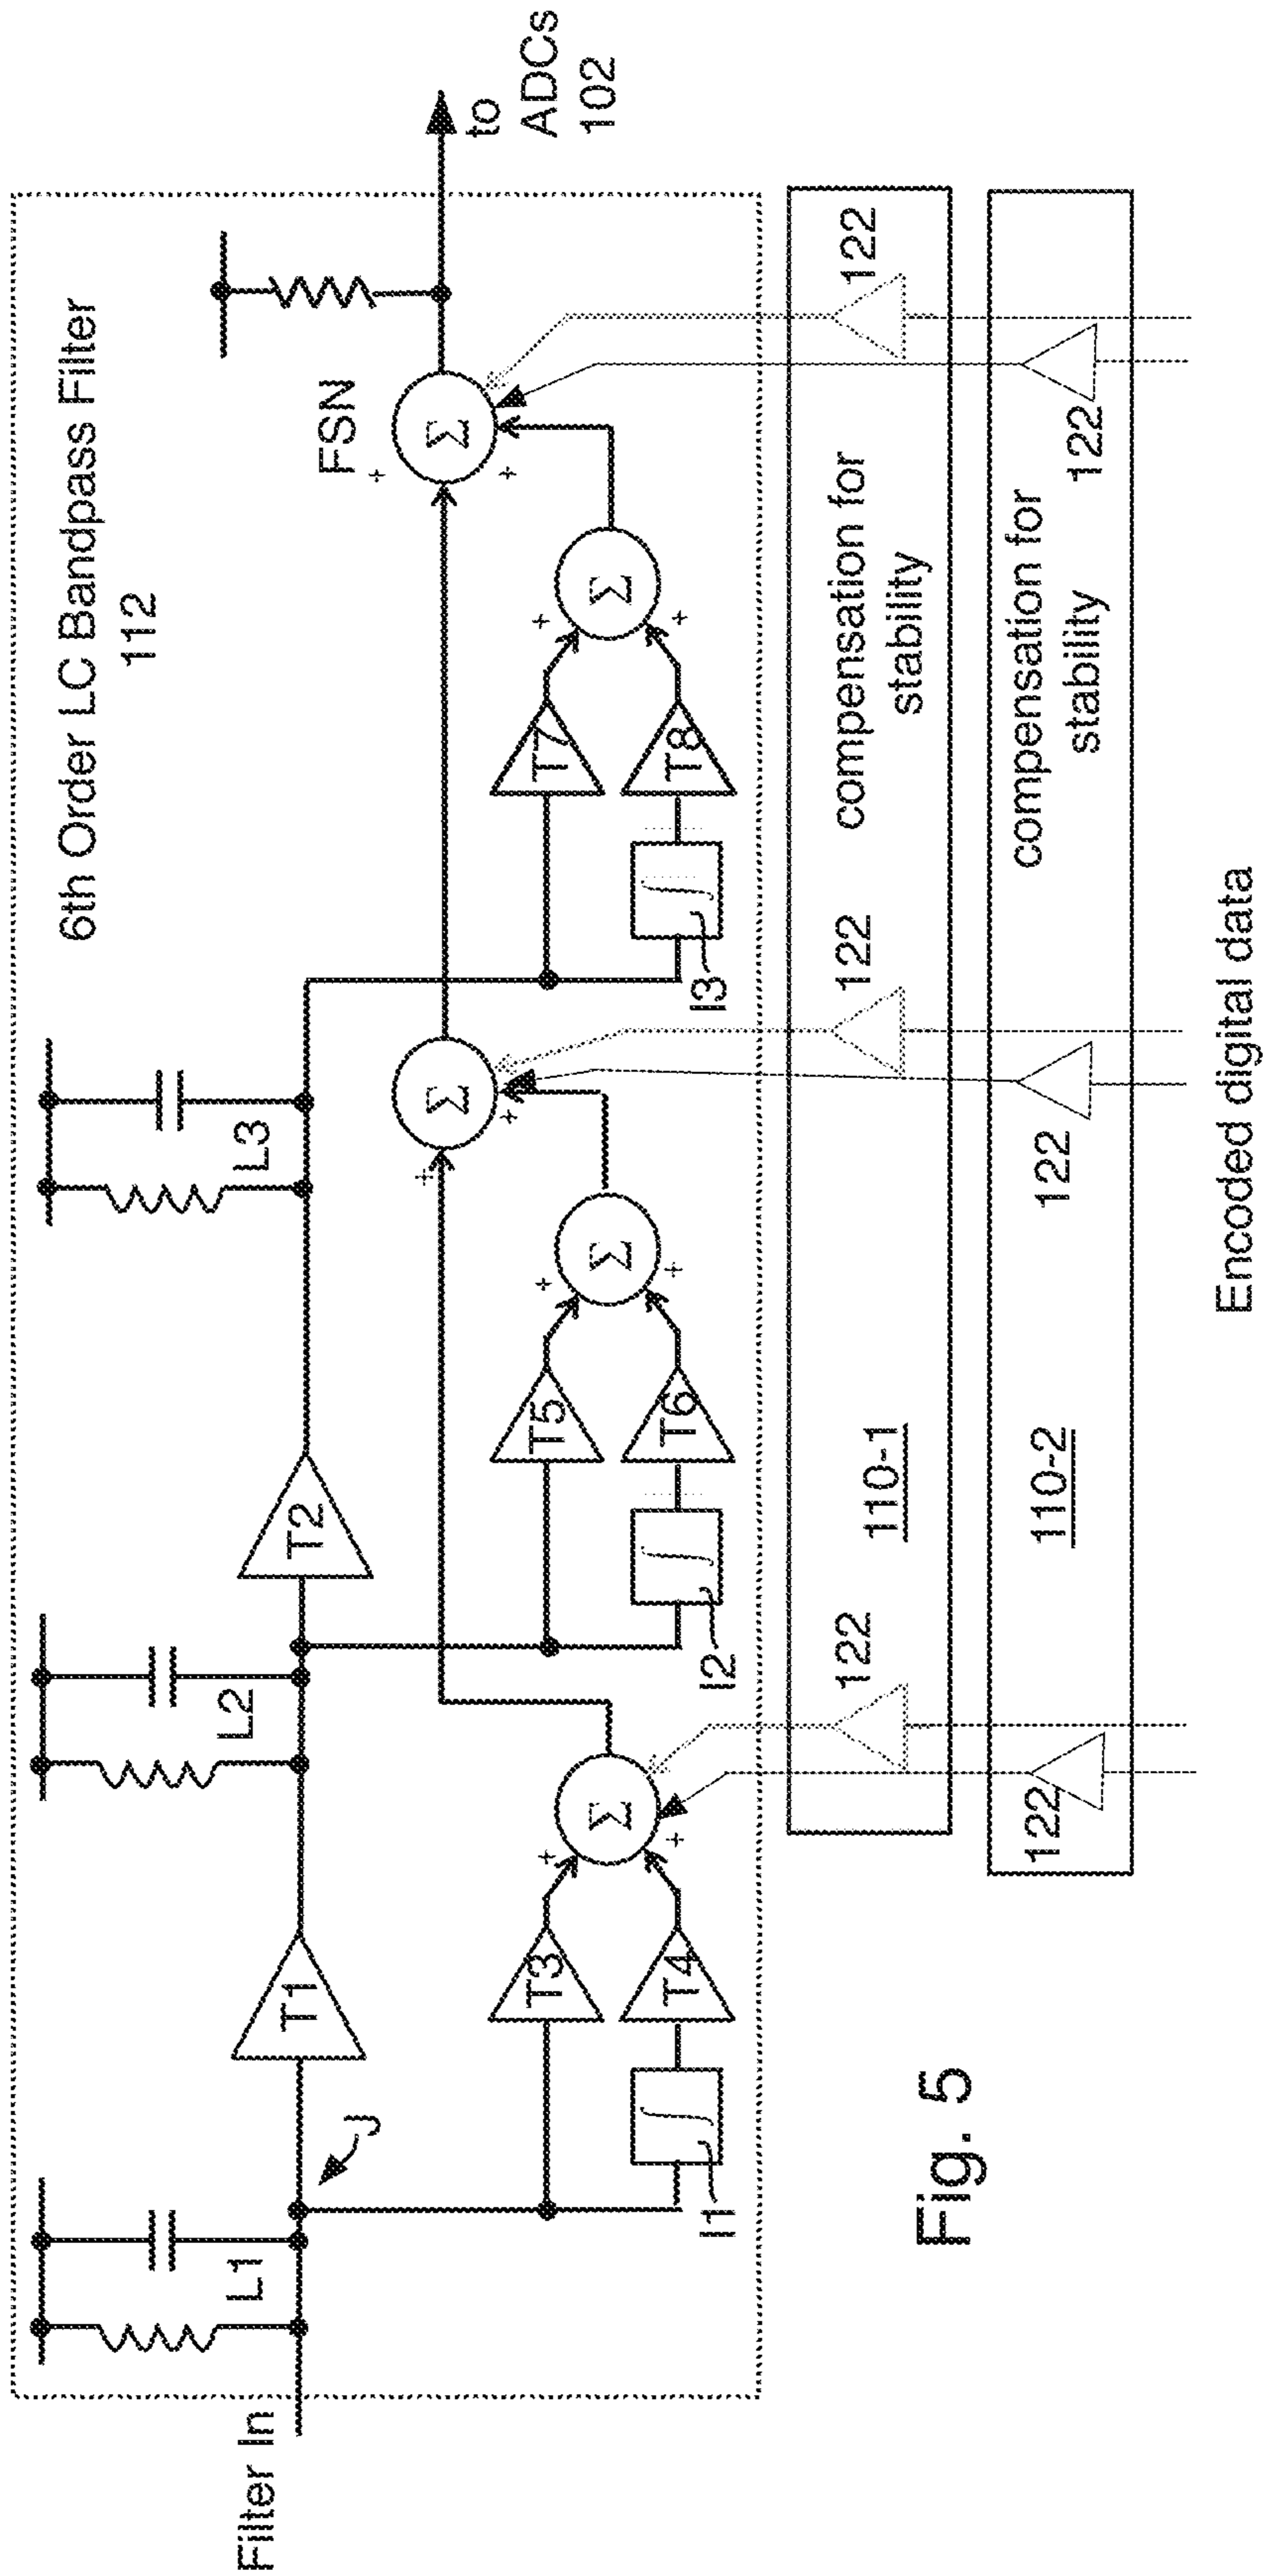 6th Order LC Bandpass Filter
112
Filter In
L1
J
T1
L2
T2
L3
FSN
to
ADCs
102
T3
T4
I1
Σ
+
+
T5
T6
I2
Σ
+
+
Σ
+
+
T7
T8
I3
Σ
+
+
Σ
+
+
122
110-1
122
compensation for
stability
122
122
110-2
122
compensation for
stability
122
Encoded digital data
Fig. 5